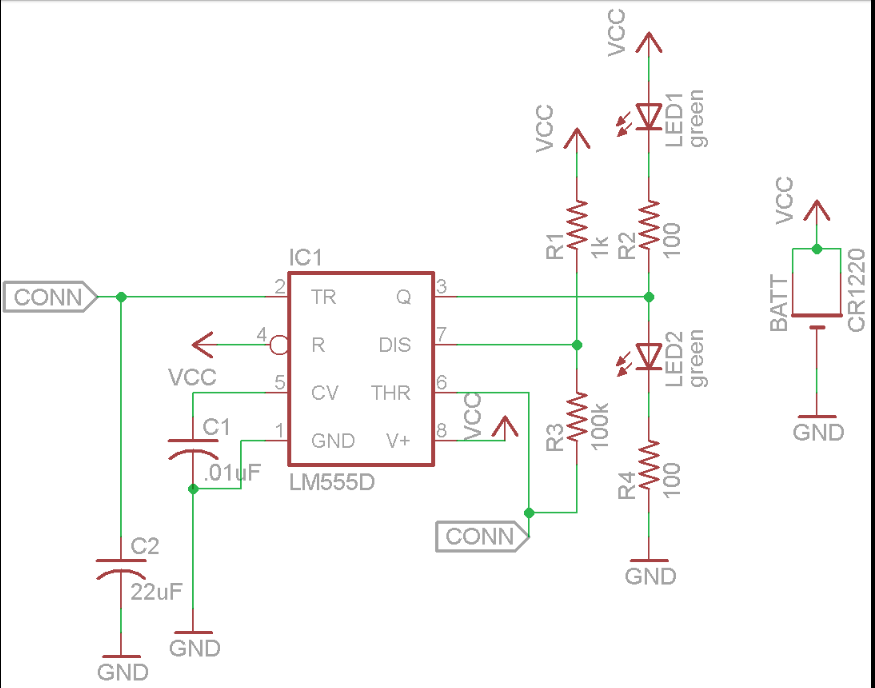 VCC
LED1
green
VCC
R1
1k
R2
100
VCC
BATT
CR1220
GND
IC1
CONN
2
TR
Q
3
4
R
DIS
7
VCC
5
CV
THR
6
1
GND
V+
8
VCC
LM555D
C1
.01uF
LED2
green
R3
100k
R4
100
CONN
GND
C2
22uF
GND
GND